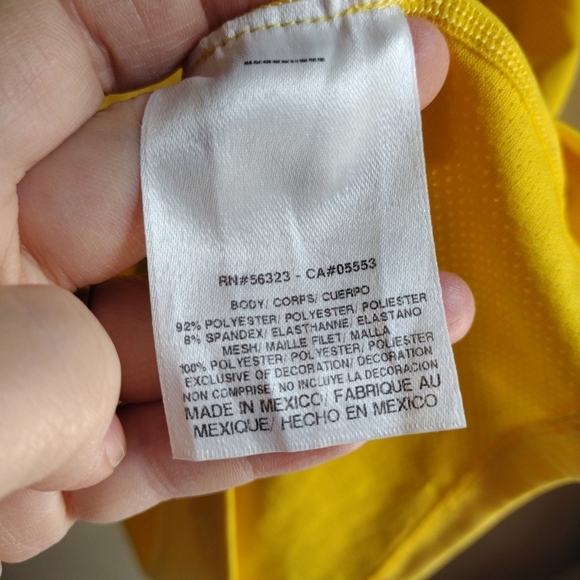 RN#56323 - CA#05553
BODY/ CORPS/ CUERPO
92% POLYESTER/ POLYESTER/ POLIESTER
8% SPANDEX/ ELASTHANNE/ ELASTANO
MESH/ MAILLE FILET/ MALLA
100% POLYESTER/ POLYESTER/ POLIESTER
EXCLUSIVE OF DECORATION/ DECORATION
NON COMPRISE/ NO INCLUYE LA DECORACION
MADE IN MEXICO/ FABRIQUE AU
MEXIQUE/ HECHO EN MEXICO